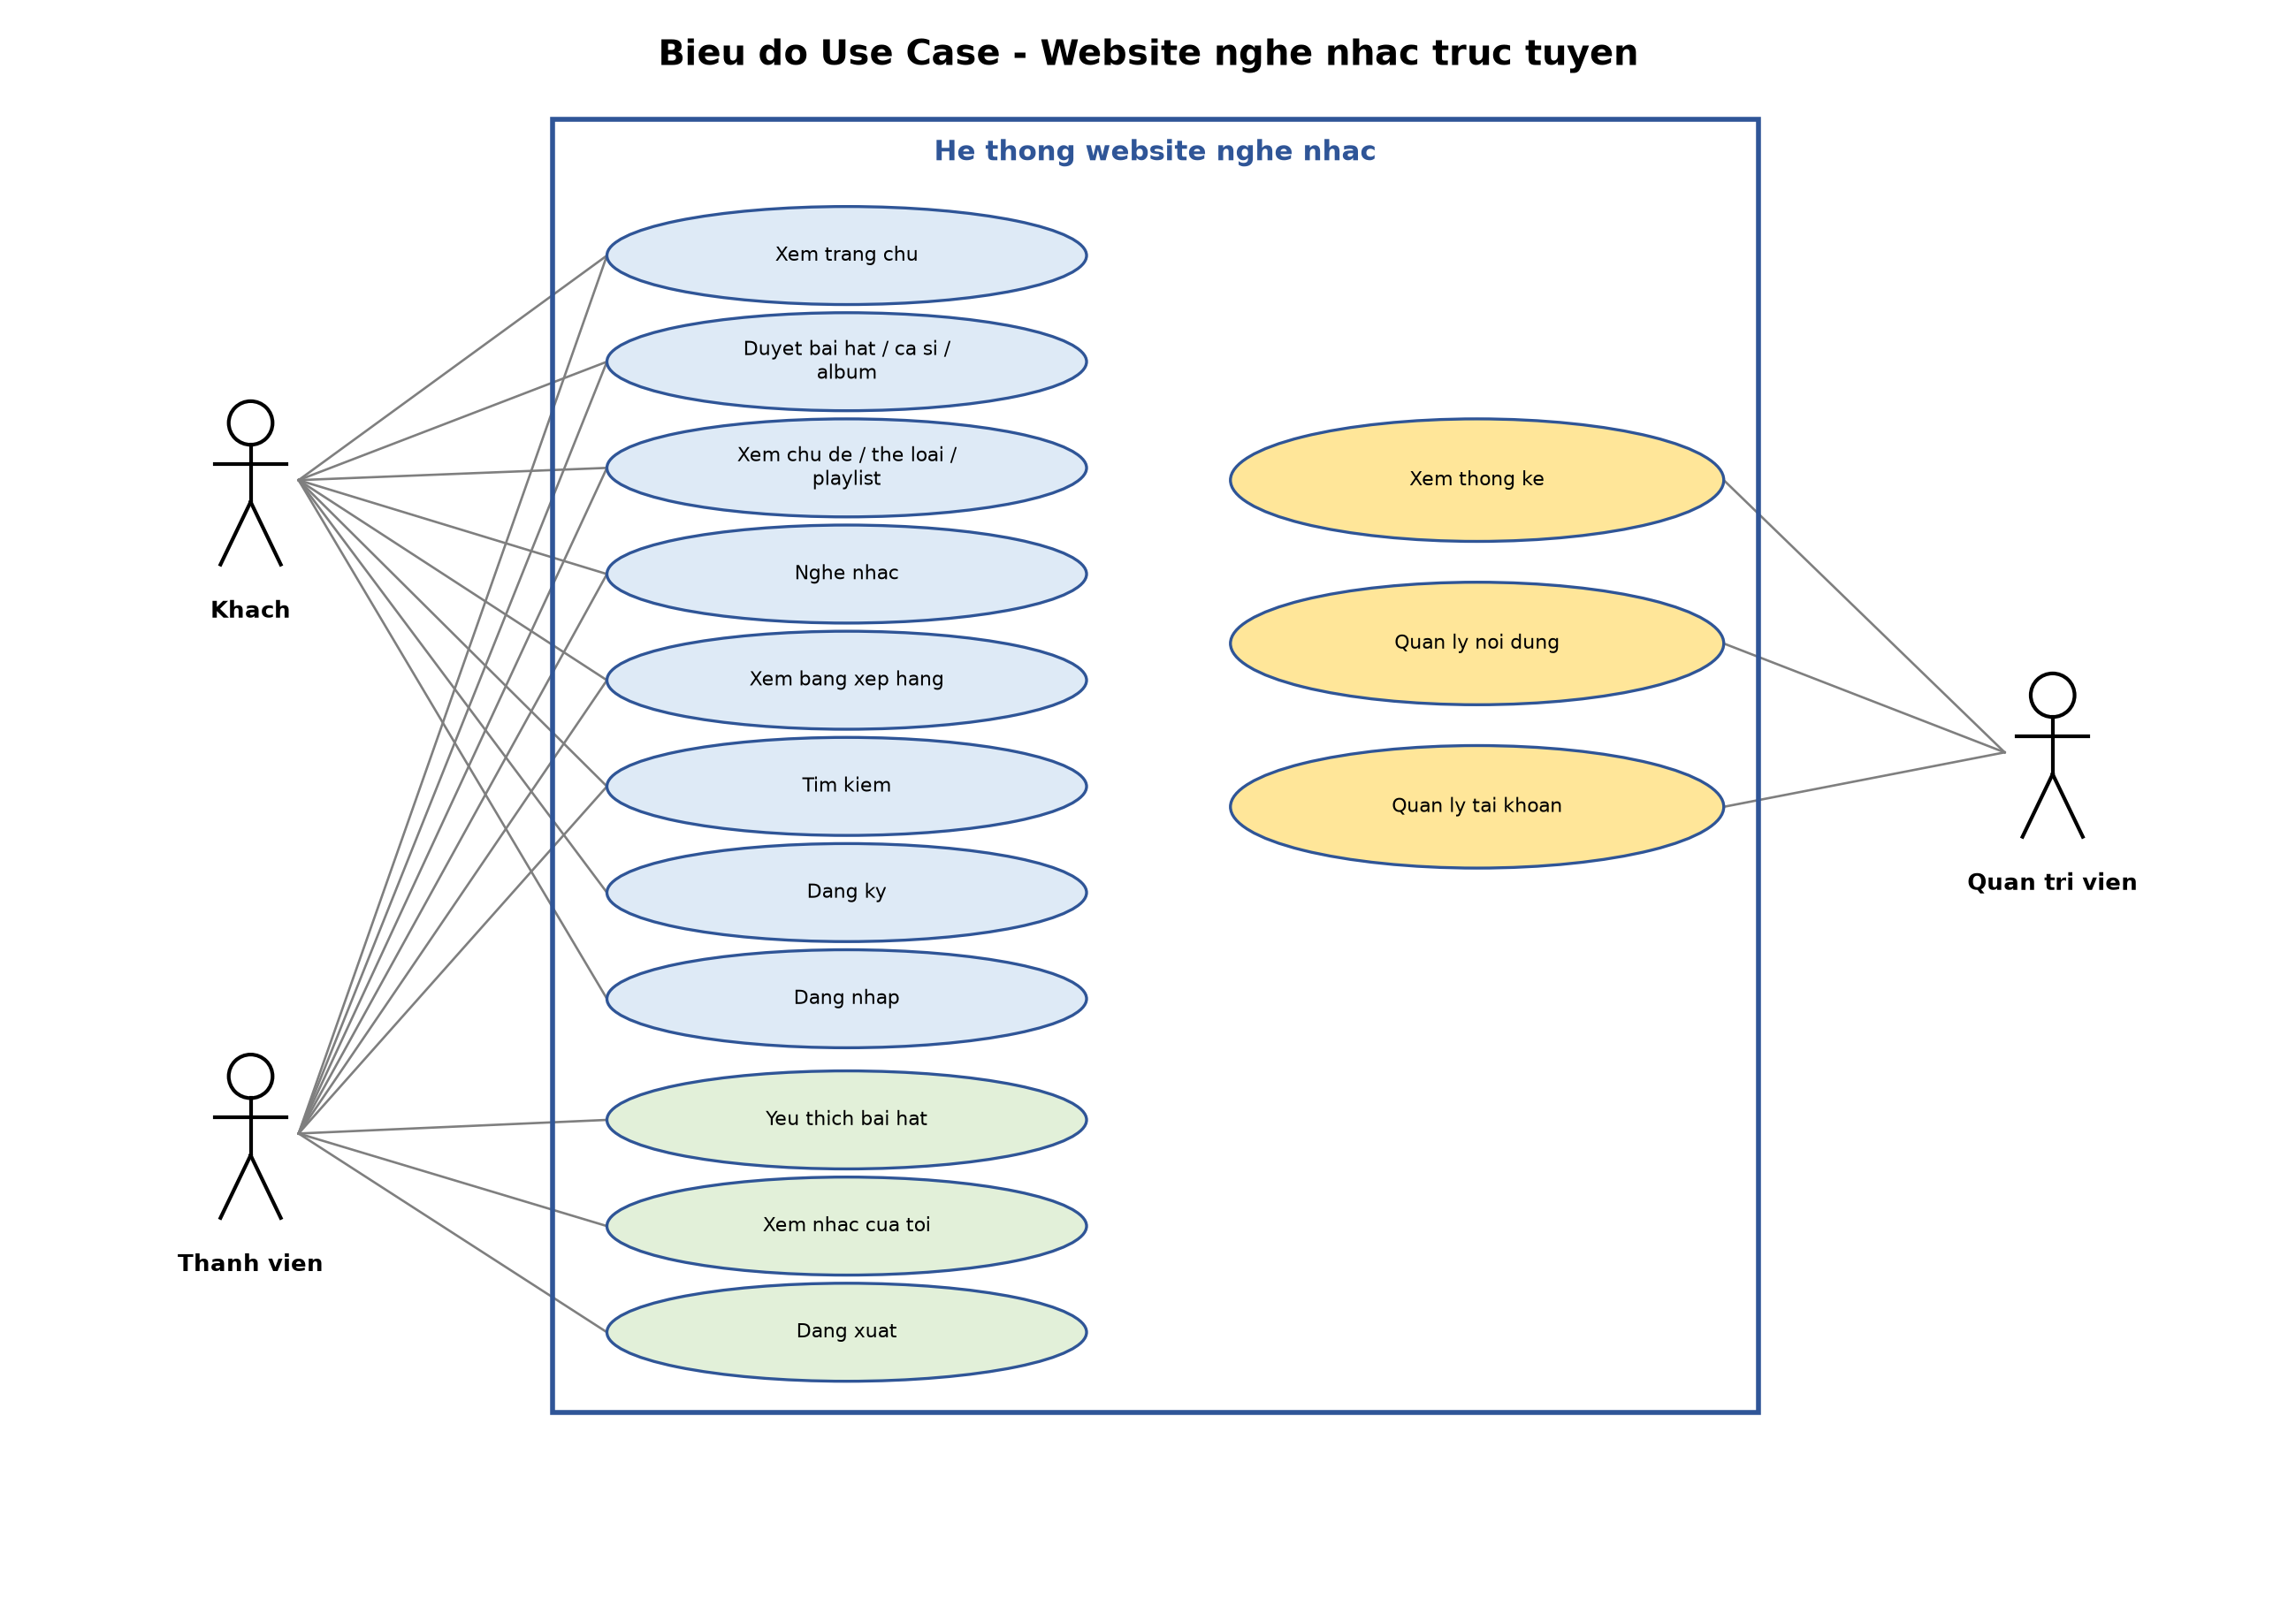 Bieu do Use Case - Website nghe nhac truc tuyen
He thong website nghe nhac
Xem trang chu
Duyet bai hat / ca si /
album
Xem chu de / the loai /
playlist
Nghe nhac
Xem bang xep hang
Tim kiem
Dang ky
Dang nhap
Yeu thich bai hat
Xem nhac cua toi
Dang xuat
Xem thong ke
Quan ly noi dung
Quan ly tai khoan
Khach
Thanh vien
Quan tri vien